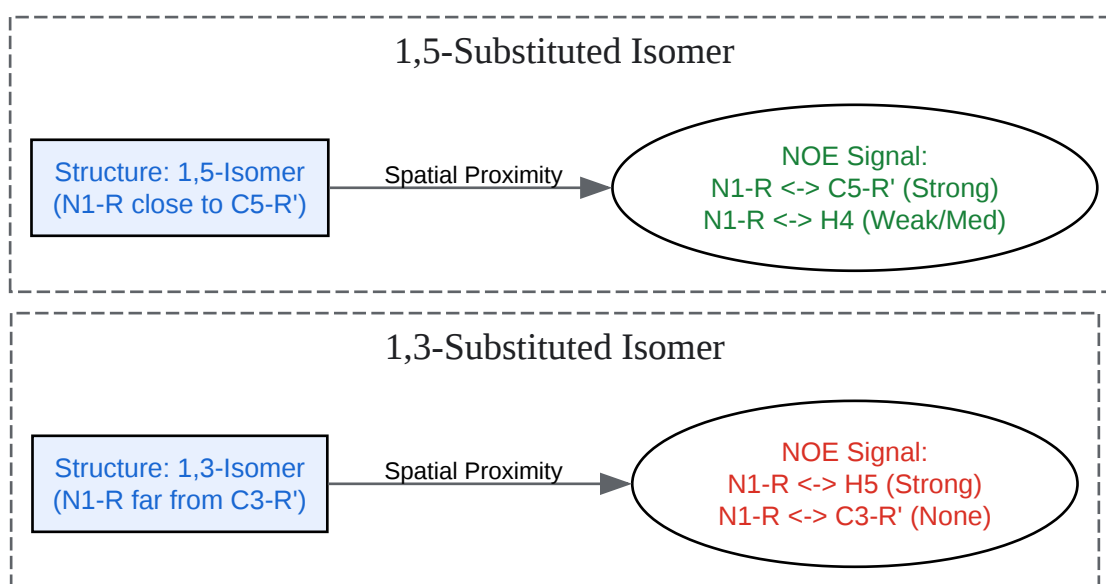 1,5-Substituted Isomer
Structure: 1,5-Isomer
(N1-R close to C5-R')
Spatial Proximity
NOE Signal:
N1-R <-> C5-R' (Strong)
N1-R <-> H4 (Weak/Med)
1,3-Substituted Isomer
Structure: 1,3-Isomer
(N1-R far from C3-R')
Spatial Proximity
NOE Signal:
N1-R <-> H5 (Strong)
N1-R <-> C3-R' (None)